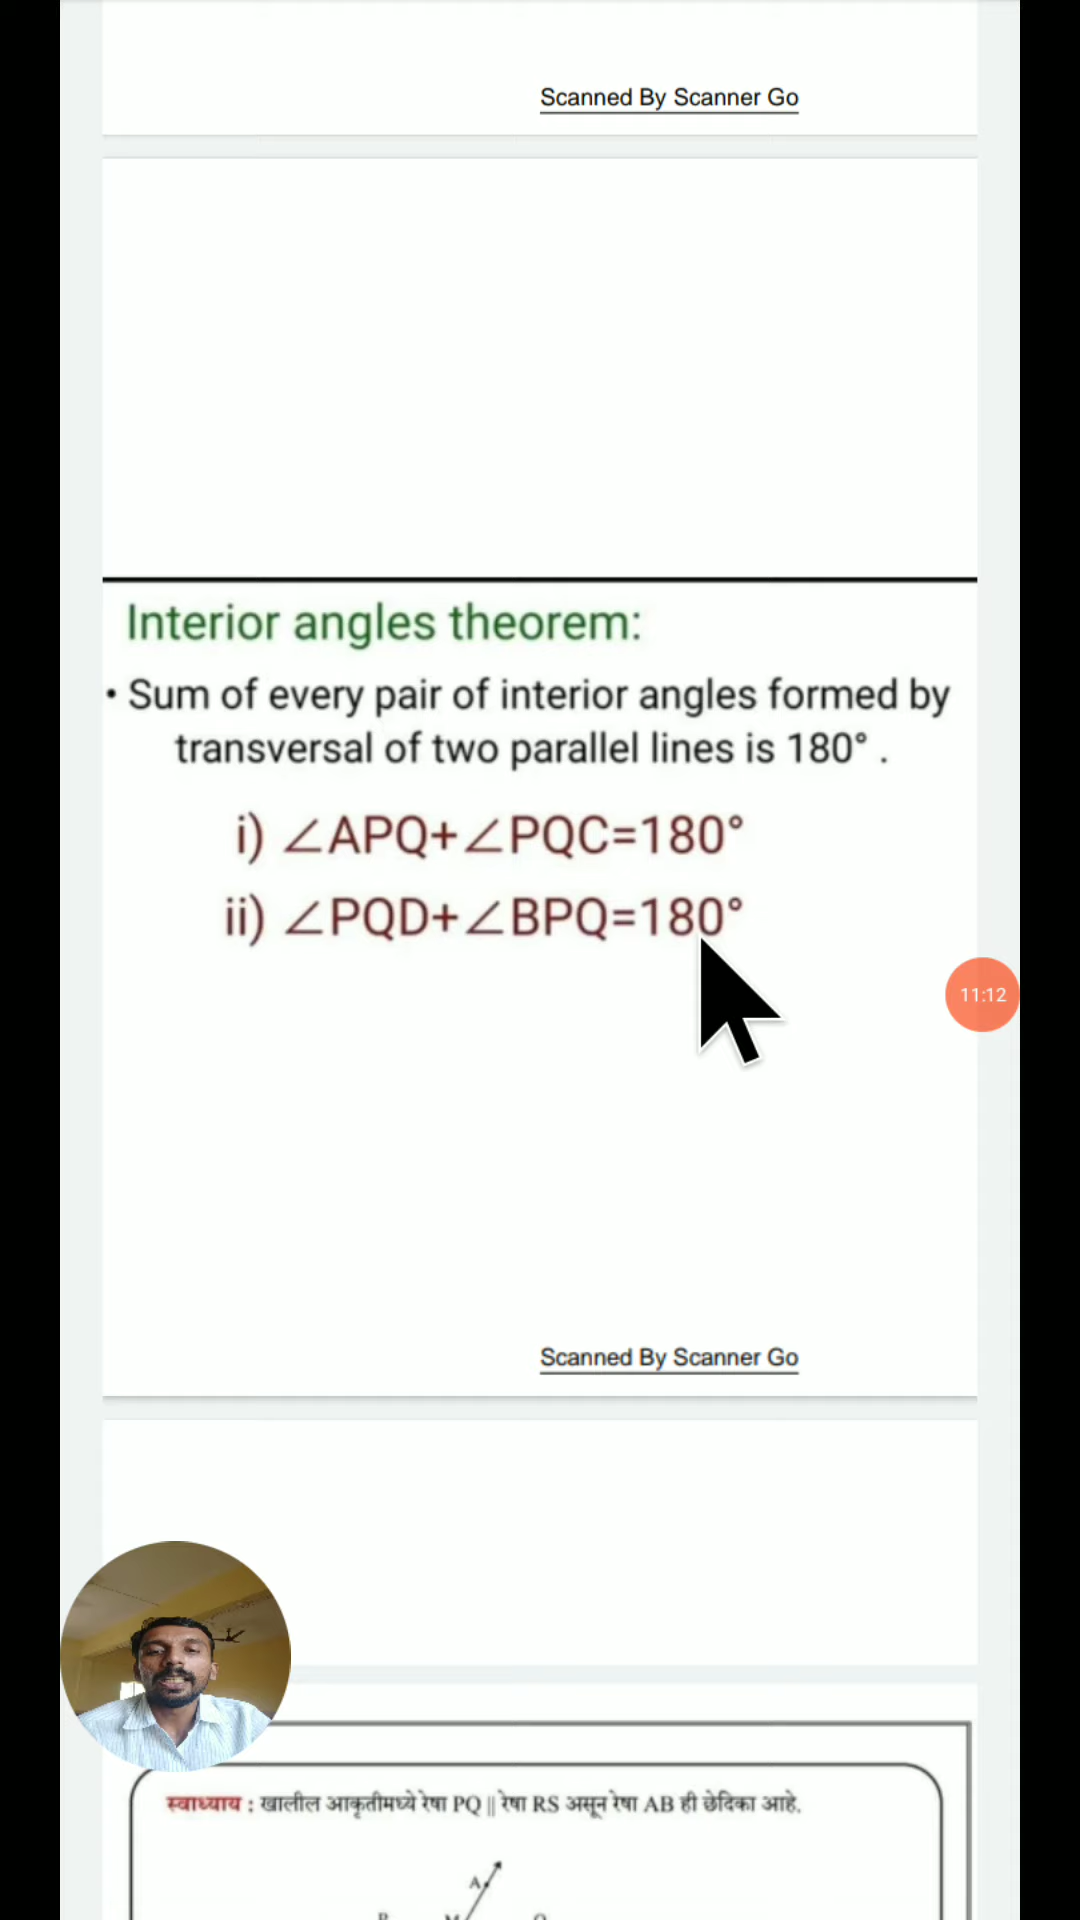 Scanned By Scanner Go
Interior angles theorem:
• Sum of every pair of interior angles formed by
transversal of two parallel lines is 180° .
i) ∠APQ+∠PQC=180°
ii) ∠PQD+∠BPQ=180°
11:12
Scanned By Scanner Go
स्वाध्याय : खालील आकृतीमध्ये रेषा PQ || रेषा RS असून रेषा AB ही छेदिका आहे.
A